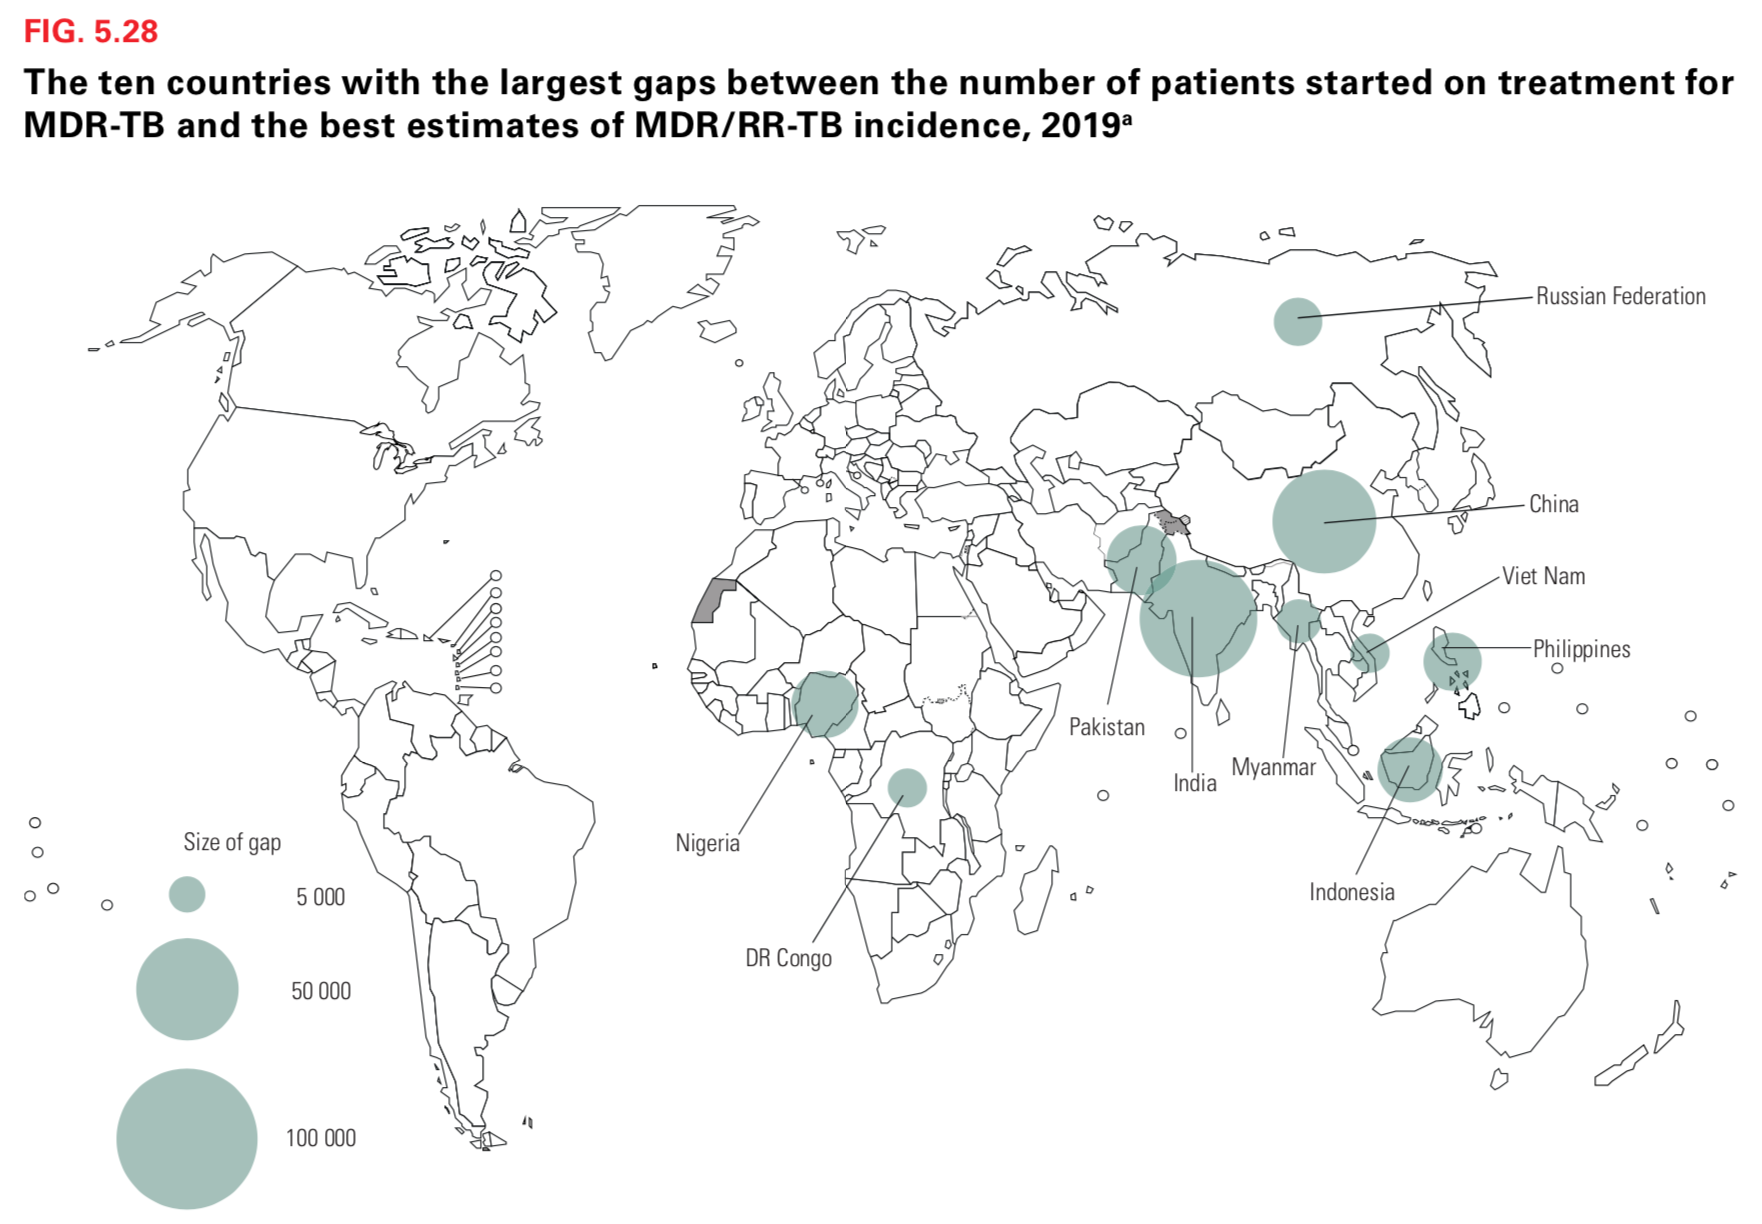 FIG. 5.28
The ten countries with the largest gaps between the number of patients started on treatment for
MDR-TB and the best estimates of MDR/RR-TB incidence, 2019ª
Russian Federation
China
Viet Nam
Philippines
Pakistan
Myanmar
India
Nigeria
Indonesia
DR Congo
Size of gap
5 000
50 000
100 000